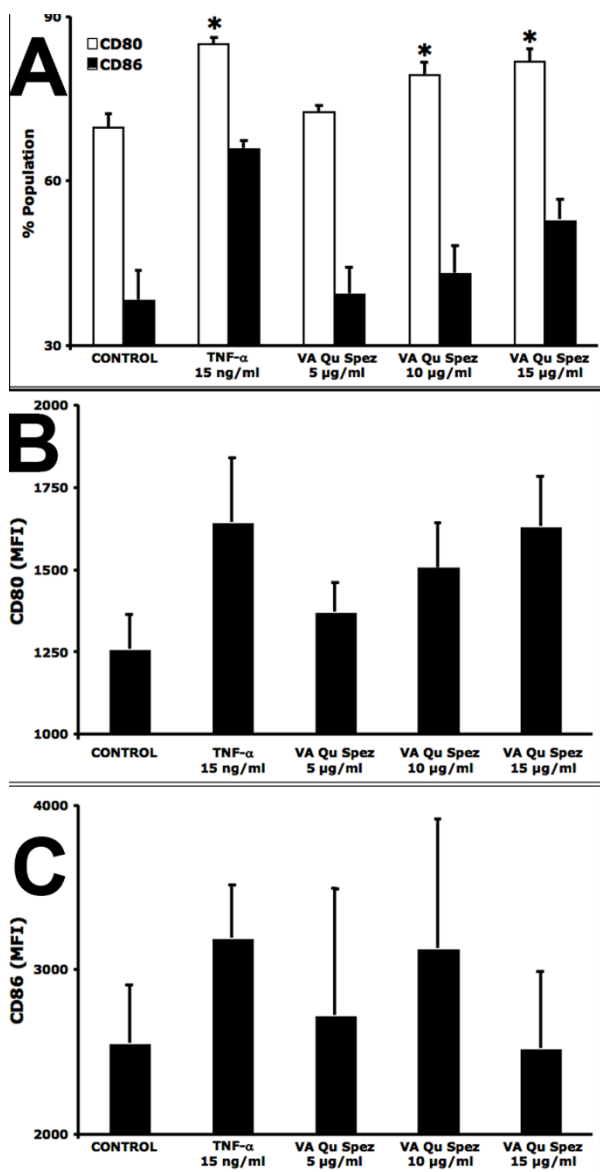 A
90
60
30
% Population
CD80
CD86
*
*
*
CONTROL
TNF-α
15 ng/ml
VA Qu Spez
5 µg/ml
VA Qu Spez
10 µg/ml
VA Qu Spez
15 µg/ml
B
2000
1750
1500
1250
1000
CD80 (MFI)
CONTROL
TNF-α
15 ng/ml
VA Qu Spez
5 µg/ml
VA Qu Spez
10 µg/ml
VA Qu Spez
15 µg/ml
C
4000
3000
2000
CD86 (MFI)
CONTROL
TNF-α
15 ng/ml
VA Qu Spez
5 µg/ml
VA Qu Spez
10 µg/ml
VA Qu Spez
15 µg/ml